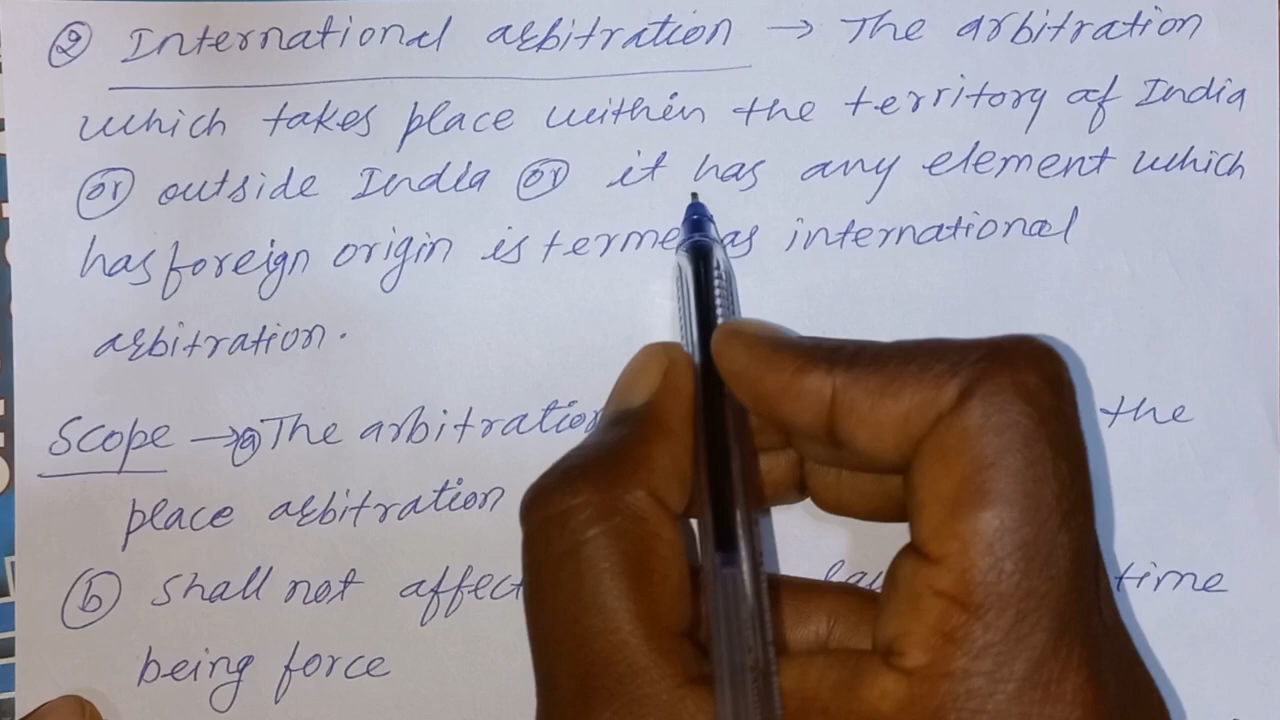 ② International arbitration → The arbitration
which takes place within the territory of India
or outside India or it has any element which
has foreign origin is terme as international
arbitration.
Scope → ⓐ The arbitration the
place arbitration
ⓑ shall not affect time
being force